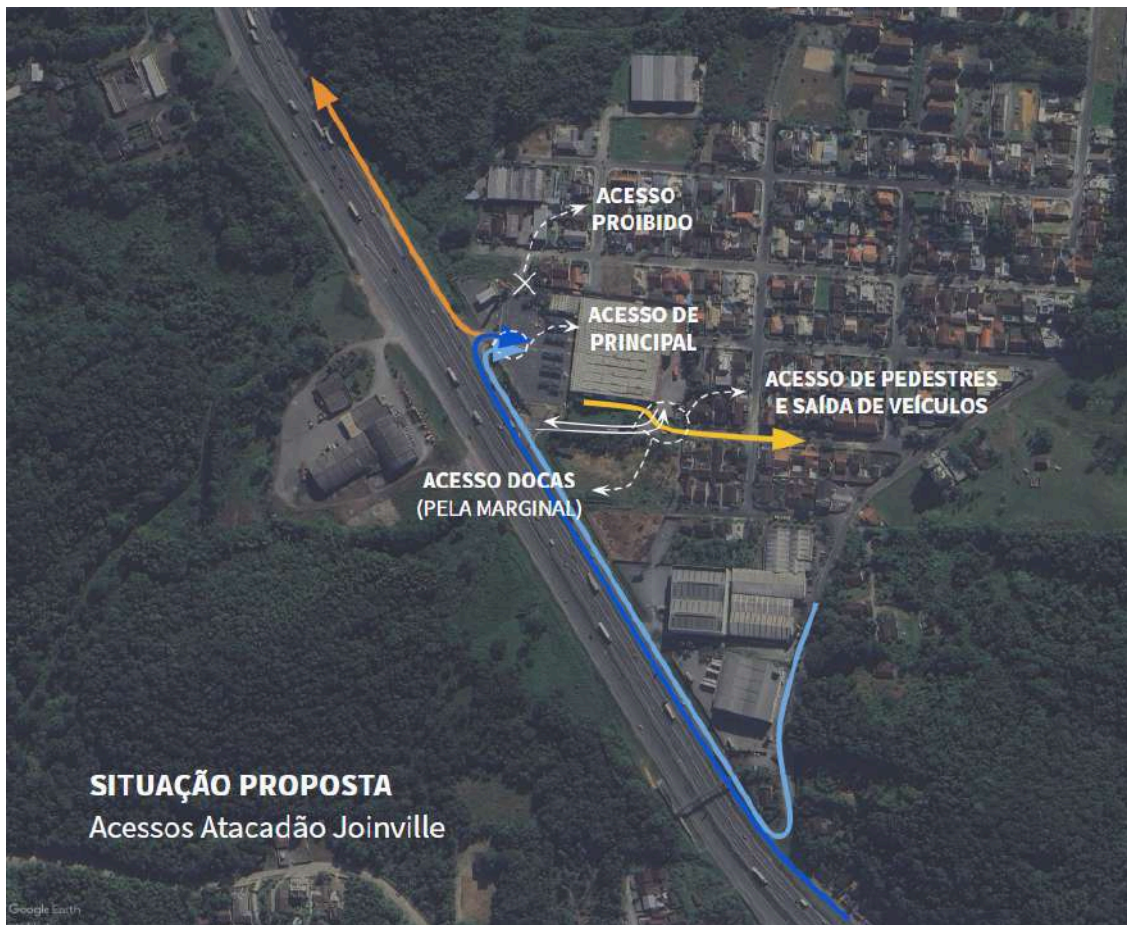 ACESSO
PROIBIDO
ACESSO DE
PRINCIPAL
ACESSO DE PEDESTRES
E SAÍDA DE VEÍCULOS
ACESSO DOCAS
(PELA MARGINAL)
SITUAÇÃO PROPOSTA
Acessos Atacadão Joinville
Google Earth